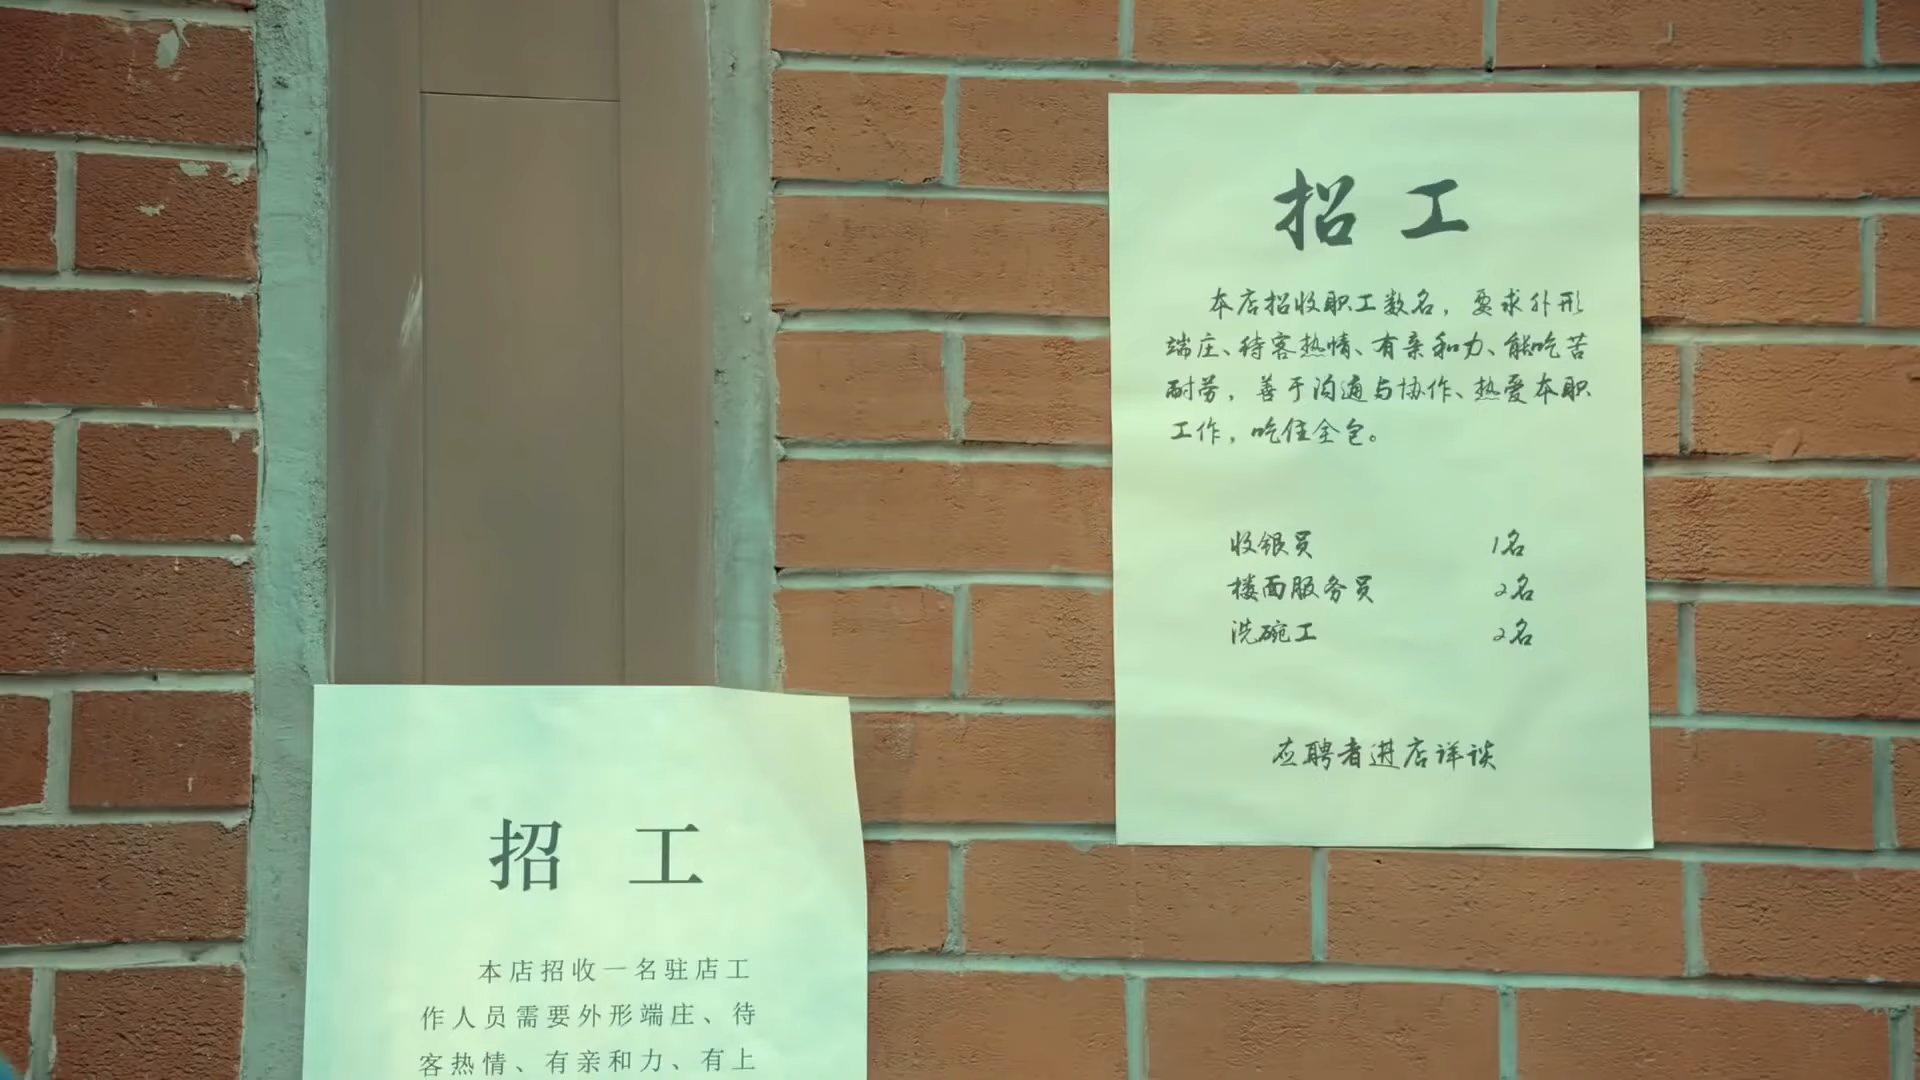 招工
本店招收职工数名，要求外形
端庄、待客热情、有亲和力、能吃苦
耐劳，善于沟通与协作、热爱本职
工作，吃住全包。
收银员 1名
楼面服务员 2名
洗碗工 2名
应聘者进店详谈
招工
本店招收一名驻店工
作人员需要外形端庄、待
客热情、有亲和力、有上